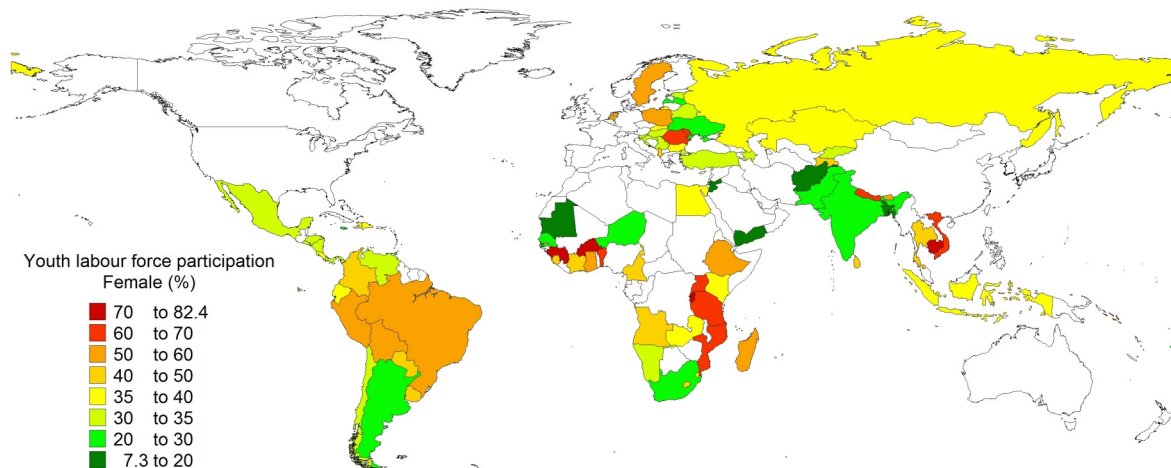 Youth labour force participation
Female (%)
70 to 82.4
60 to 70
50 to 60
40 to 50
35 to 40
30 to 35
20 to 30
7.3 to 20